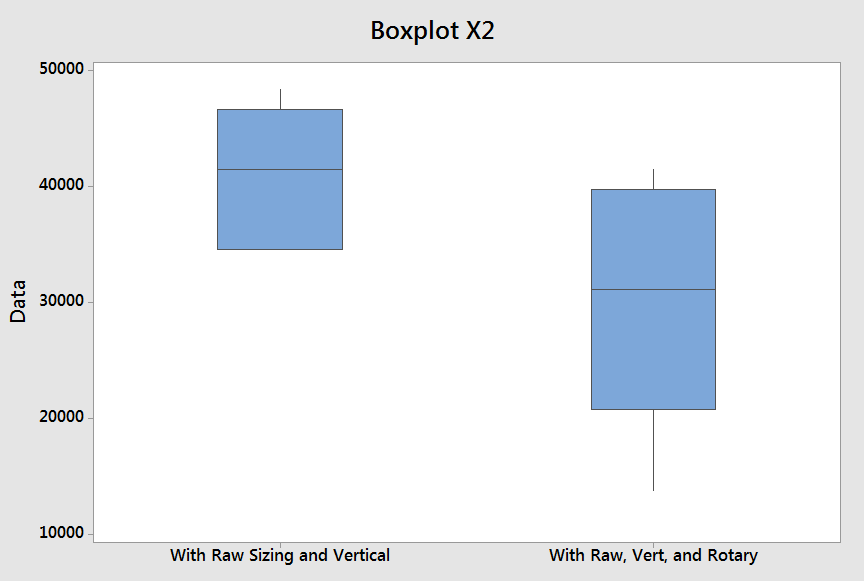 Boxplot X2
50000
40000
30000
20000
10000
Data
With Raw Sizing and Vertical
With Raw, Vert, and Rotary